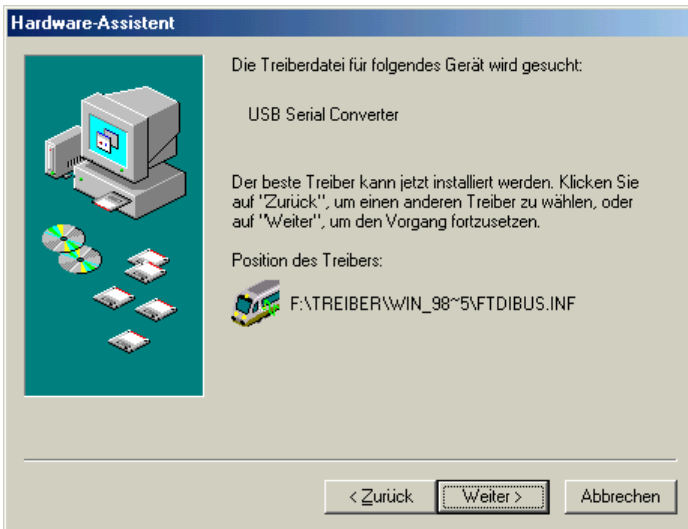 Hardware-Assistent
Die Treiberdatei für folgendes Gerät wird gesucht:
USB Serial Converter
Der beste Treiber kann jetzt installiert werden. Klicken Sie
auf "Zurück", um einen anderen Treiber zu wählen, oder
auf "Weiter", um den Vorgang fortzusetzen.
Position des Treibers:
F:\TREIBER\WIN_98~5\FTDIBUS.INF
< Zurück
Weiter >
Abbrechen